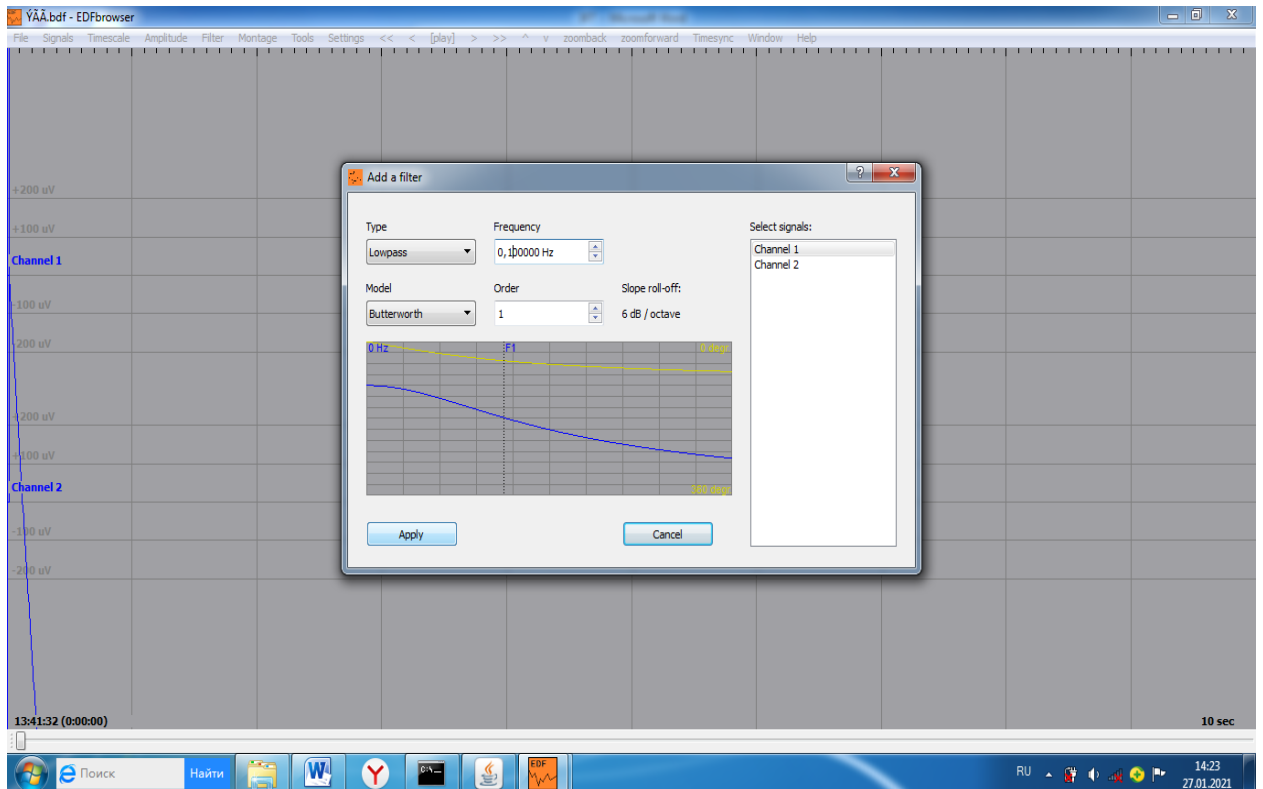 ÝÃÃ.bdf - EDFbrowser
File Signals Timescale Amplitude Filter Montage Tools Settings << < [play] > >> ^ v zoomback zoomforward Timesync Window Help
+200 uV
+100 uV
Channel 1
-100 uV
200 uV
+200 uV
+100 uV
Channel 2
-100 uV
-200 uV
13:41:32 (0:00:00)
10 sec
Add a filter
Type
Frequency
Select signals:
Lowpass
0,100000 Hz
Channel 1
Channel 2
Model
Order
Slope roll-off:
Butterworth
1
6 dB / octave
0 Hz
F1
0 degr.
360 degr.
Apply
Cancel
Поиск
Найти
C:\
EDF
RU
14:23
27.01.2021